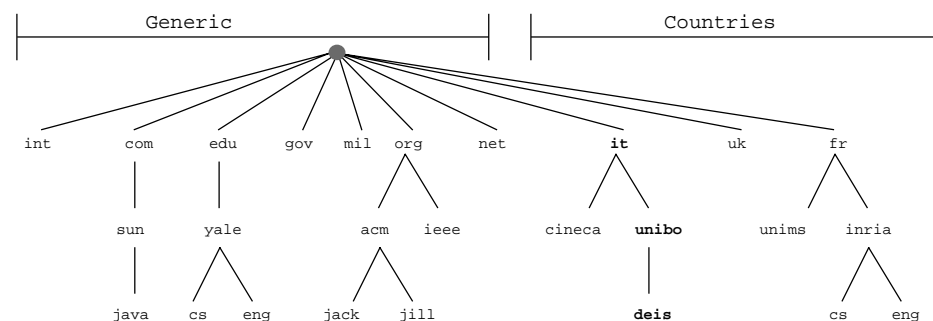 Generic Countries
int com edu gov mil org net it uk fr
sun yale acm ieee cineca unibo unims inria
java cs eng jack jill deis cs eng